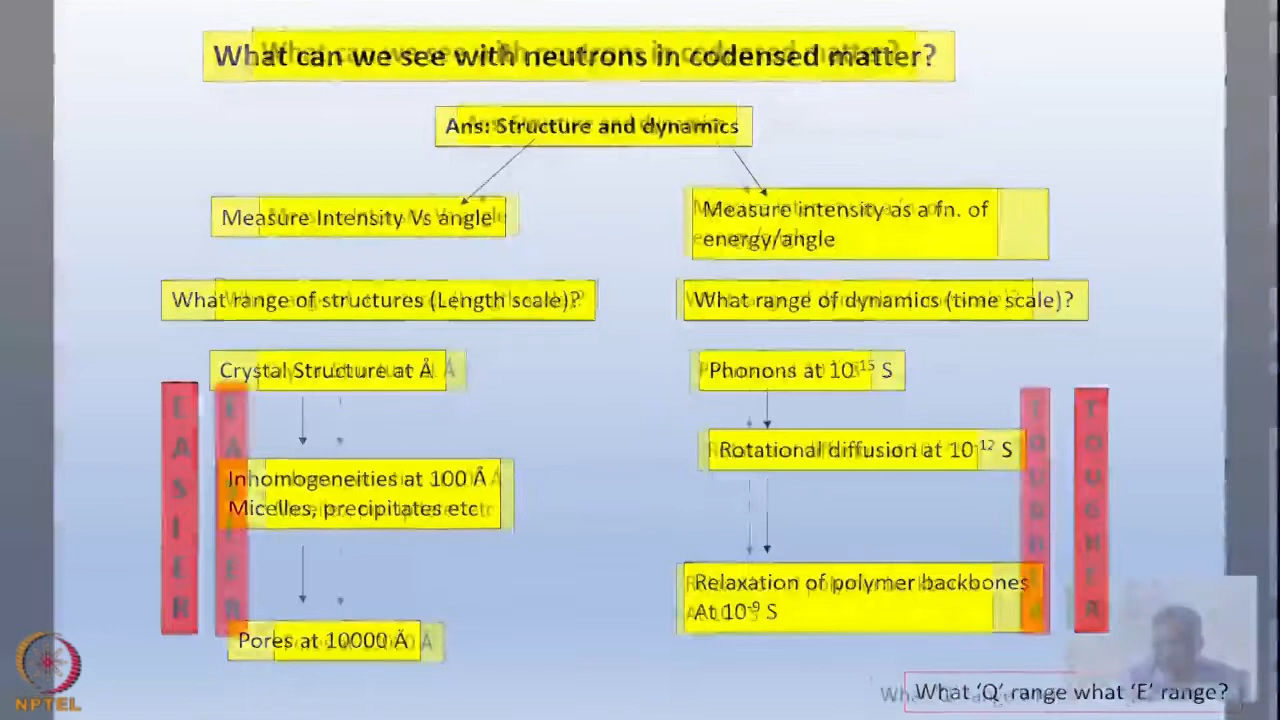 What can we see with neutrons in codensed matter?
Ans: Structure and dynamics
Measure Intensity Vs angle
Measure intensity as a fn. of
energy/angle
What range of structures (Length scale)?
What range of dynamics (time scale)?
Crystal Structure at Å
Phonons at 10⁻¹⁵ S
Rotational diffusion at 10⁻¹² S
EASIER
Inhomogeneities at 100 Å
Micelles, precipitates etc
TOUGHER
Relaxation of polymer backbones
At 10⁻⁹ S
Pores at 10000 Å
What ‘Q’ range what ‘E’ range?
NPTEL